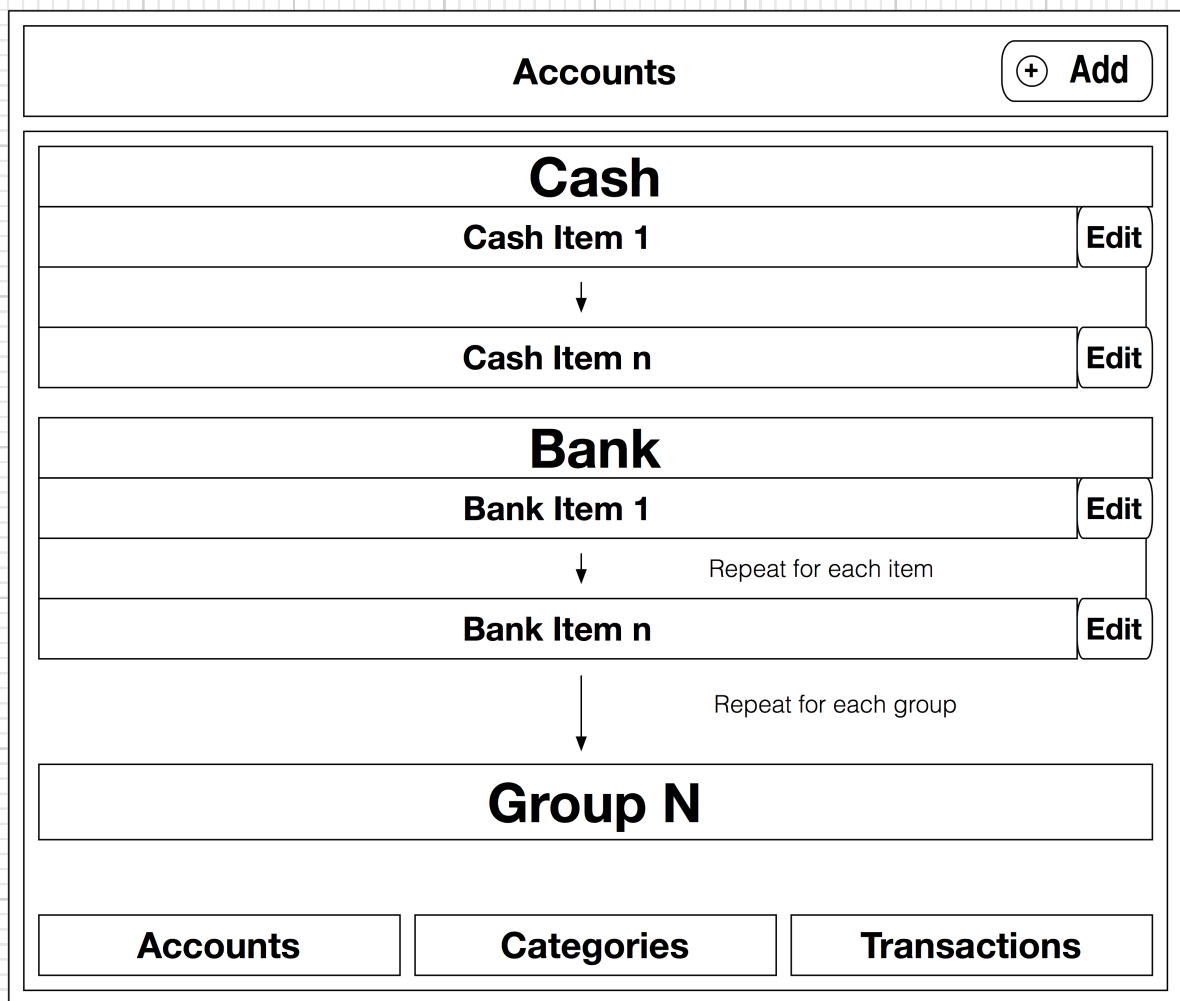 Accounts
+ Add
Cash
Cash Item 1
Edit
Cash Item n
Edit
Bank
Bank Item 1
Edit
Repeat for each item
Bank Item n
Edit
Repeat for each group
Group N
Accounts
Categories
Transactions